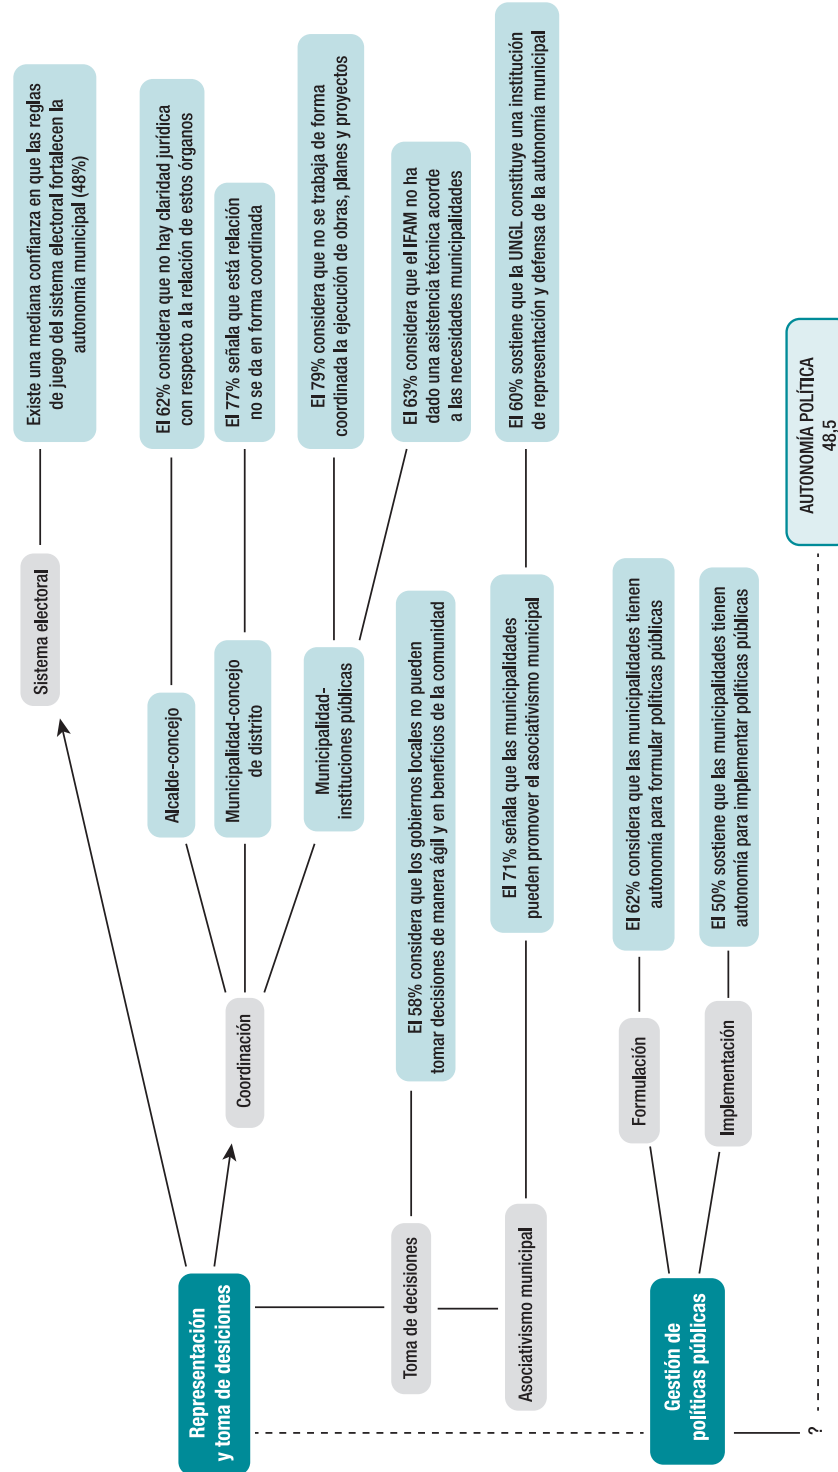 Existe una mediana confianza en que las reglas
de juego del sistema electoral fortalecen la
autonomía municipal (48%)
Sistema electoral
El 62% considera que no hay claridad jurídica
con respecto a la relación de estos órganos
Alcalde-concejo
El 77% señala que está relación
no se da en forma coordinada
Municipalidad-concejo
de distrito
El 79% considera que no se trabaja de forma
coordinada la ejecución de obras, planes y proyectos
Municipalidad-
instituciones públicas
El 63% considera que el IFAM no ha
dado una asistencia técnica acorde
a las necesidades municipalidades
Coordinación
Representación
y toma de desiciones
El 58% considera que los gobiernos locales no pueden
tomar decisiones de manera ágil y en beneficios de la comunidad
Toma de decisiones
El 60% sostiene que la UNGL constituye una institución
de representación y defensa de la autonomía municipal
El 71% señala que las municipalidades
pueden promover el asociativismo municipal
Asociativismo municipal
El 62% considera que las municipalidades tienen
autonomía para formular políticas públicas
Formulación
El 50% sostiene que las municipalidades tienen
autonomía para implementar políticas públicas
Implementación
Gestión de
políticas públicas
AUTONOMÍA POLÍTICA
48,5
?